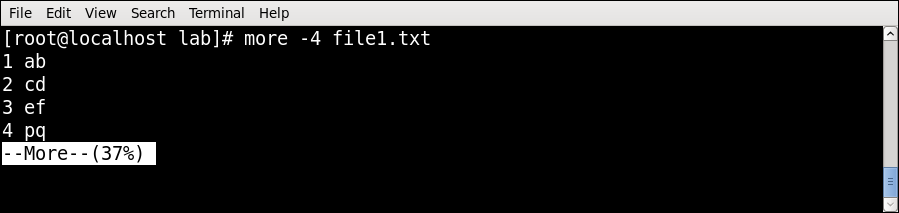 File Edit View Search Terminal Help
[root@localhost lab]# more -4 file1.txt
1 ab
2 cd
3 ef
4 pq
--More--(37%)